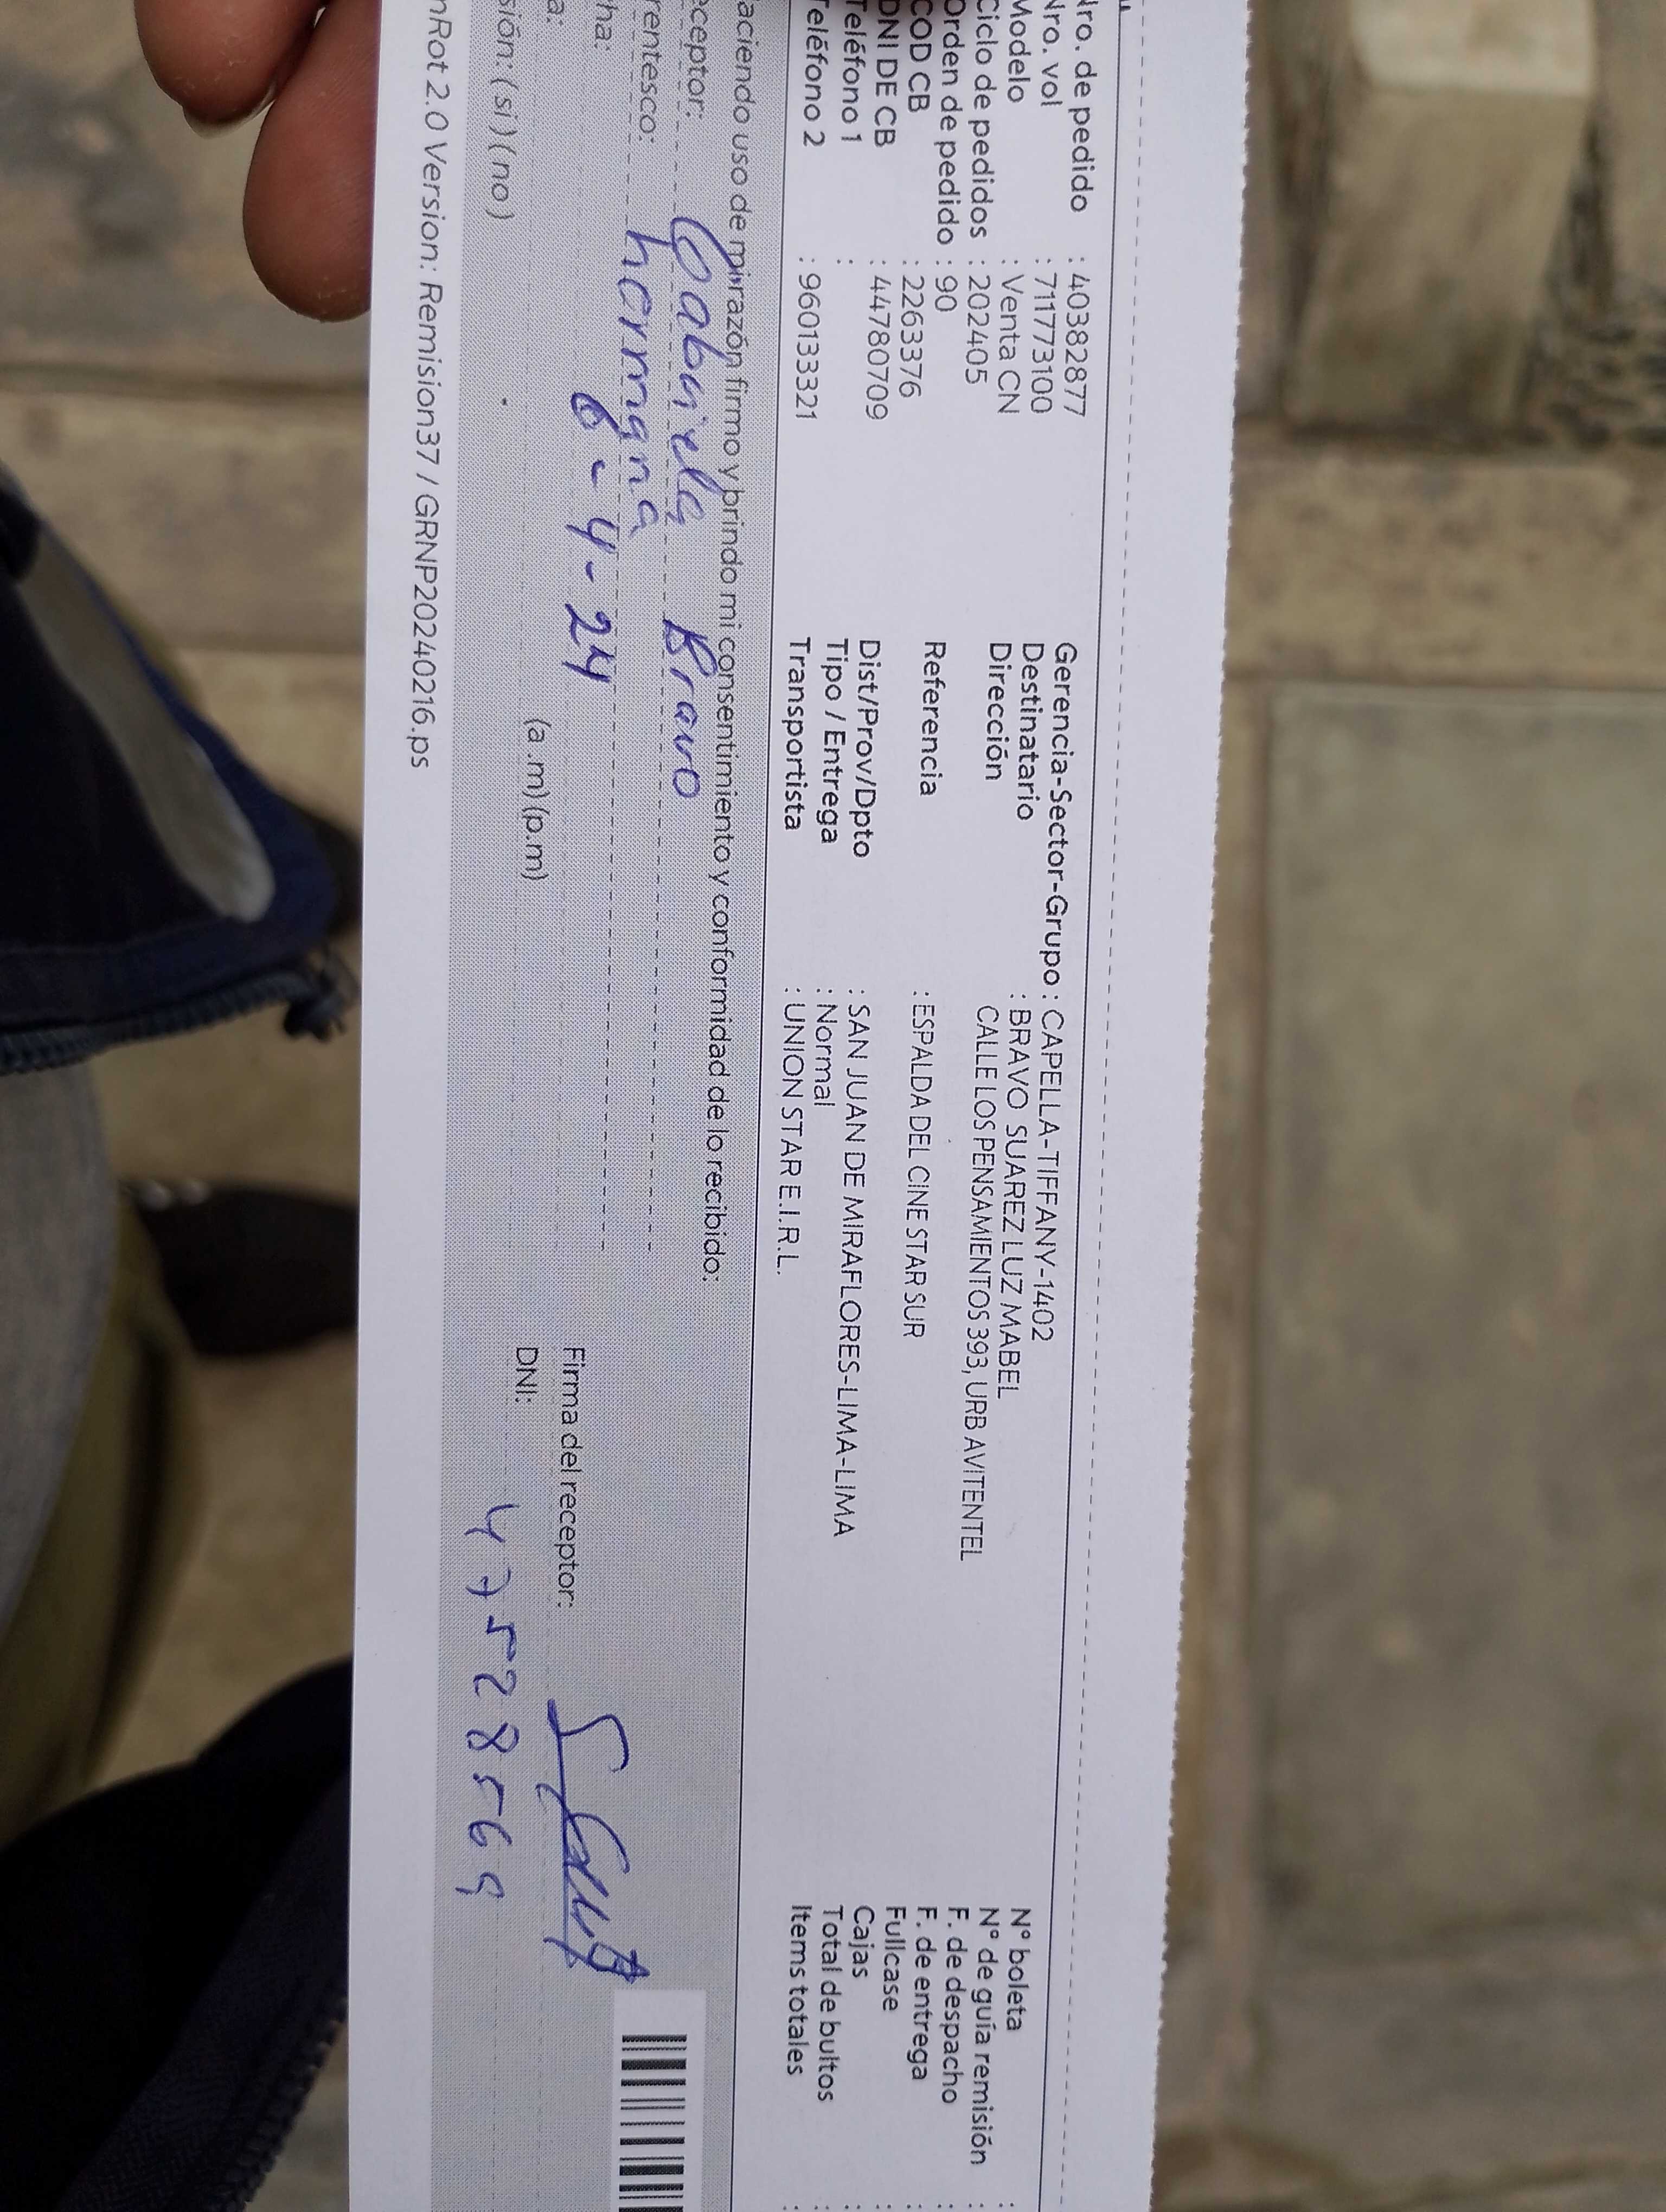 Nro. de pedido : 40382877
Nro. vol : 711773100
Modelo : Venta CN
Ciclo de pedidos : 202405
Orden de pedido : 90
COD CB : 2263376
DNI DE CB : 44780709
Teléfono 1 :
Teléfono 2 : 960133321
Gerencia-Sector-Grupo : CAPELLA-TIFFANY-1402
Destinatario : BRAVO SUAREZ LUZ MABEL
Dirección CALLE LOS PENSAMIENTOS 393, URB AVITENTEL
Referencia : ESPALDA DEL CINE STAR SUR
Dist/Prov/Dpto : SAN JUAN DE MIRAFLORES-LIMA-LIMA
Tipo / Entrega : Normal
Transportista : UNION STAR E.I.R.L.
N° boleta :
N° de guía remisión :
F. de despacho :
F. de entrega :
Fullcase :
Cajas :
Total de bultos :
Items totales :
aciendo uso de mi razón firmo y brindo mi consentimiento y conformidad de lo recibido:
eceptor: Gabriela Bravo
rentesco: hermana
ha: 6-4-24
a: (a.m)(p.m)
sión: (si) (no)
Firma del receptor:
DNI: 47528569
nRot 2.0 Version: Remision37 / GRNP20240216.ps